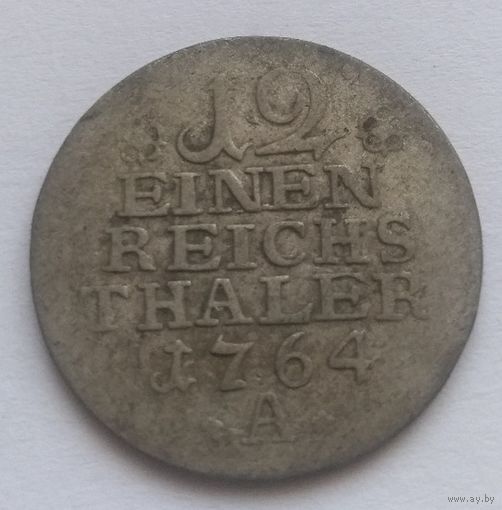 12
EINEN
REICHS
THALER
1764
A
www.ay.by